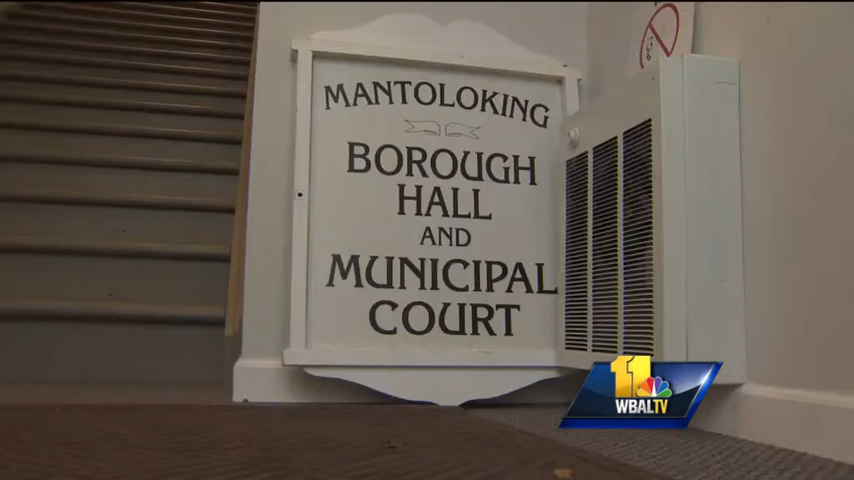 MANTOLOKING
BOROUGH
HALL
AND
MUNICIPAL
COURT
11
WBALTV